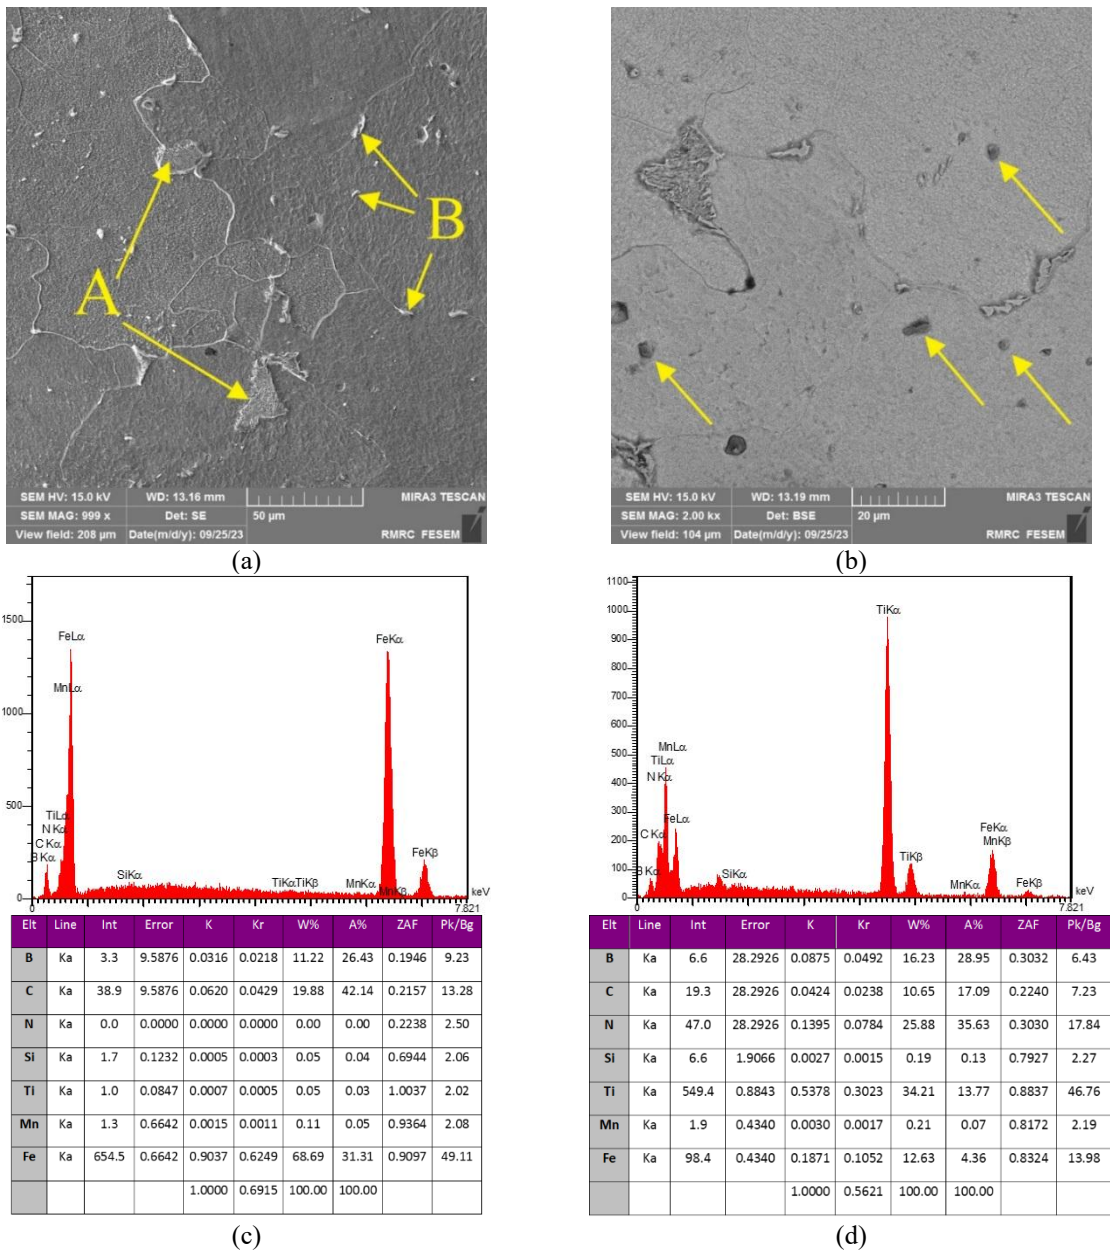 B
A
SEM HV: 15.0 kV WD: 13.16 mm MIRA3 TESCAN
SEM MAG: 999 x Det: SE 50 µm
View field: 208 µm Date(m/d/y): 09/25/23 RMRC FESEM
(a)
SEM HV: 15.0 kV WD: 13.19 mm MIRA3 TESCAN
SEM MAG: 2.00 kx Det: BSE 20 µm
View field: 104 µm Date(m/d/y): 09/25/23 RMRC FESEM
(b)
1500
1000
500
0
FeLα
MnLα
TiLα
N Kα
C Kα
B Kα
SiKα
TiKα TiKβ
MnKα
FeKα
MnKβ
FeKβ
keV
0
7.821
Elt Line Int Error K Kr W% A% ZAF Pk/Bg
B Ka 3.3 9.5876 0.0316 0.0218 11.22 26.43 0.1946 9.23
C Ka 38.9 9.5876 0.0620 0.0429 19.88 42.14 0.2157 13.28
N Ka 0.0 0.0000 0.0000 0.0000 0.00 0.00 0.2238 2.50
Si Ka 1.7 0.1232 0.0005 0.0003 0.05 0.04 0.6944 2.06
Ti Ka 1.0 0.0847 0.0007 0.0005 0.05 0.03 1.0037 2.02
Mn Ka 1.3 0.6642 0.0015 0.0011 0.11 0.05 0.9364 2.08
Fe Ka 654.5 0.6642 0.9037 0.6249 68.69 31.31 0.9097 49.11
1.0000 0.6915 100.00 100.00
(c)
1100
1000
900
800
700
600
500
400
300
200
100
0
TiKα
MnLα
TiLα
N Kα
FeLα
C Kα
B Kα
SiKα
TiKβ
MnKα
FeKα
MnKβ
FeKβ
keV
0
7.821
Elt Line Int Error K Kr W% A% ZAF Pk/Bg
B Ka 6.6 28.2926 0.0875 0.0492 16.23 28.95 0.3032 6.43
C Ka 19.3 28.2926 0.0424 0.0238 10.65 17.09 0.2240 7.23
N Ka 47.0 28.2926 0.1395 0.0784 25.88 35.63 0.3030 17.84
Si Ka 6.6 1.9066 0.0027 0.0015 0.19 0.13 0.7927 2.27
Ti Ka 549.4 0.8843 0.5378 0.3023 34.21 13.77 0.8837 46.76
Mn Ka 1.9 0.4340 0.0030 0.0017 0.21 0.07 0.8172 2.19
Fe Ka 98.4 0.4340 0.1871 0.1052 12.63 4.36 0.8324 13.98
1.0000 0.5621 100.00 100.00
(d)